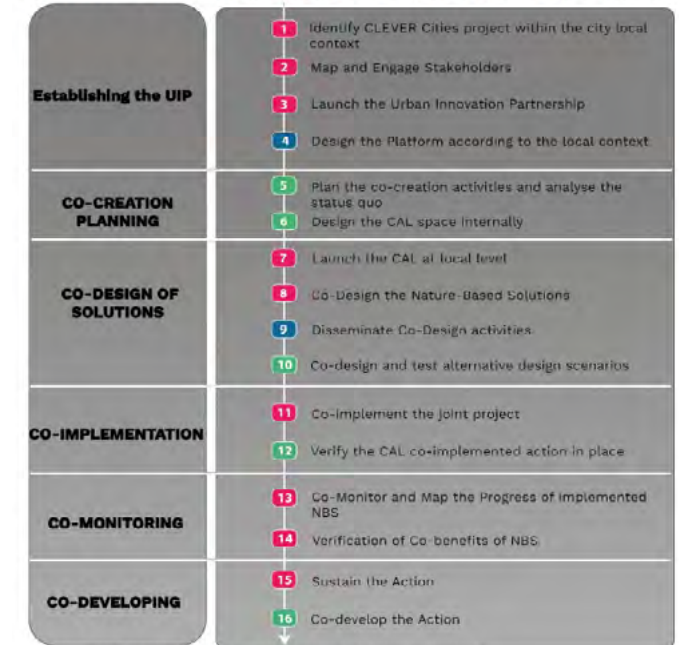 Establishing the UIP
1 Identify CLEVER Cities project within the city local
context
2 Map and Engage Stakeholders
3 Launch the Urban Innovation Partnership
4 Design the Platform according to the local context
CO-CREATION
PLANNING
5 Plan the co-creation activities and analyse the
status quo
6 Design the CAL space internally
CO-DESIGN OF
SOLUTIONS
7 Launch the CAL at local level
8 Co-Design the Nature-Based Solutions
9 Disseminate Co-Design activities
10 Co-design and test alternative design scenarios
CO-IMPLEMENTATION
11 Co-implement the joint project
12 Verify the CAL co-implemented action in place
CO-MONITORING
13 Co-Monitor and Map the Progress of implemented
NBS
14 Verification of Co-benefits of NBS
CO-DEVELOPING
15 Sustain the Action
16 Co-develop the Action